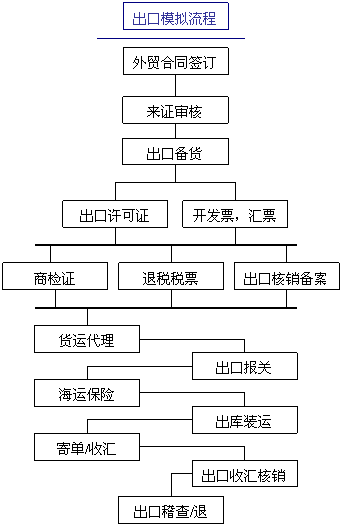 出口模拟流程
外贸合同签订
来证审核
出口备货
出口许可证
开发票，汇票
商检证
退税税票
出口核销备案
货运代理
出口报关
海运保险
出库装运
寄单/收汇
出口收汇核销
出口稽查/退